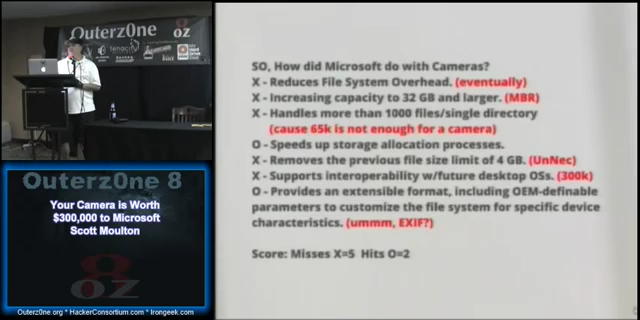 Outerz0ne
tenacity
OZ
Outerz0ne 8
Your Camera is Worth
$300,000 to Microsoft
Scott Moulton
8
OZ
Outerz0ne.org * HackerConsortium.com * Irongeek.com
SO, How did Microsoft do with Cameras?
X - Reduces File System Overhead. (eventually)
X - Increasing capacity to 32 GB and larger. (MBR)
X - Handles more than 1000 files/single directory
(cause 65k is not enough for a camera)
O - Speeds up storage allocation processes.
X - Removes the previous file size limit of 4 GB. (UnNec)
X - Supports interoperability w/future desktop OSs. (300k)
O - Provides an extensible format, including OEM-definable
parameters to customize the file system for specific device
characteristics. (ummm, EXIF?)
Score: Misses X=5 Hits O=2